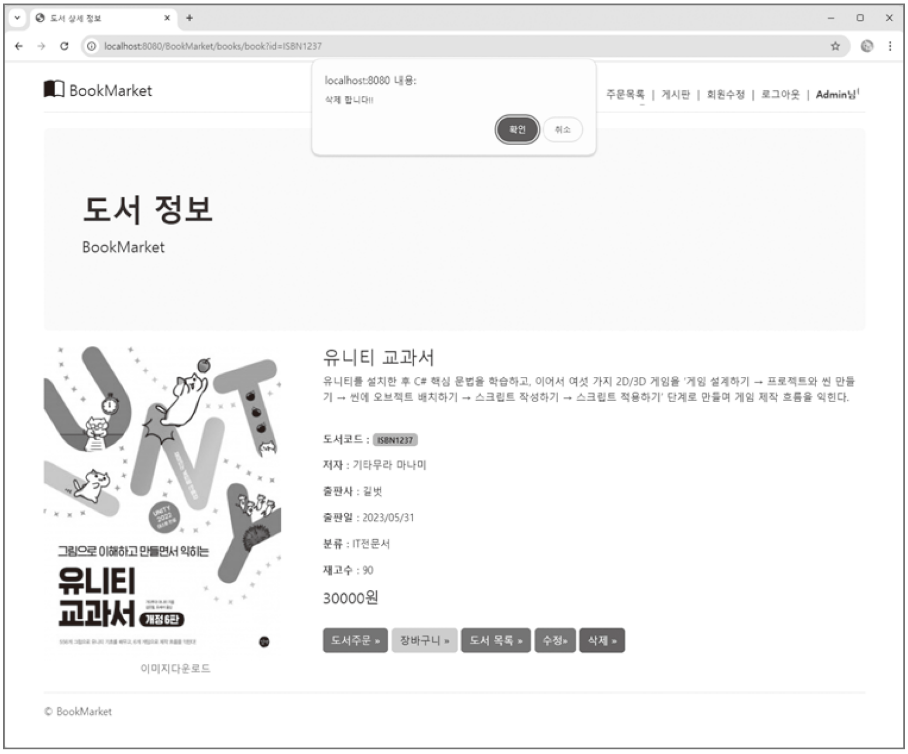 도서 상세 정보
localhost:8080/BookMarket/books/book?id=ISBN1237
BookMarket
localhost:8080 내용:
삭제 합니다!!
확인 취소
주문목록 | 게시판 | 회원수정 | 로그아웃 | Admin님
도서 정보
BookMarket
UNITY
UNITY
2022
그림으로 이해하고 만들면서 익히는
유니티
교과서
개정 6판
길벗
이미지다운로드
유니티 교과서
유니티를 설치한 후 C# 핵심 문법을 학습하고, 이어서 여섯 가지 2D/3D 게임을 '게임 설계하기 → 프로젝트와 씬 만들
기 → 씬에 오브젝트 배치하기 → 스크립트 작성하기 → 스크립트 적용하기' 단계로 만들며 게임 제작 흐름을 익힌다.
도서코드 : ISBN1237
저자 : 기타무라 마나미
출판사 : 길벗
출판일 : 2023/05/31
분류 : IT전문서
재고수 : 90
30000원
도서주문 » 장바구니 » 도서 목록 » 수정» 삭제 »
© BookMarket